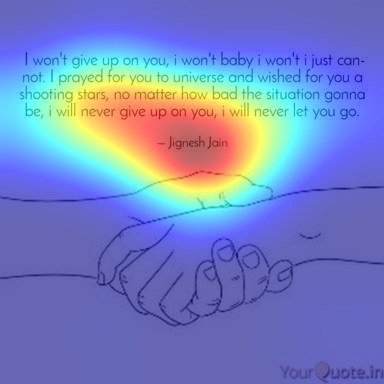 I won't give up on you, i won't baby i won't i just can-
not. I prayed for you to universe and wished for you a
shooting stars, no matter how bad the situation gonna
be, i will never give up on you, i will never let you go.
– Jignesh Jain
YourQuote.in